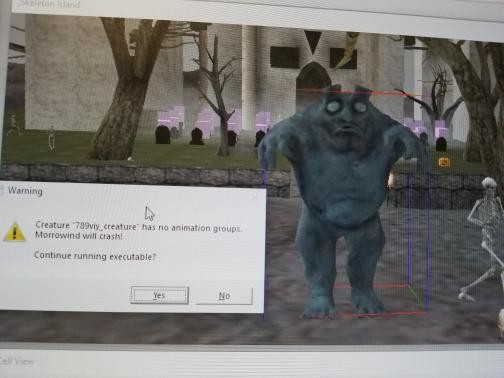 Skeleton Island
Warning
Creature '789viy_creature' has no animation groups.
Morrowind will crash!
Continue running executable?
Yes
No
Cell View